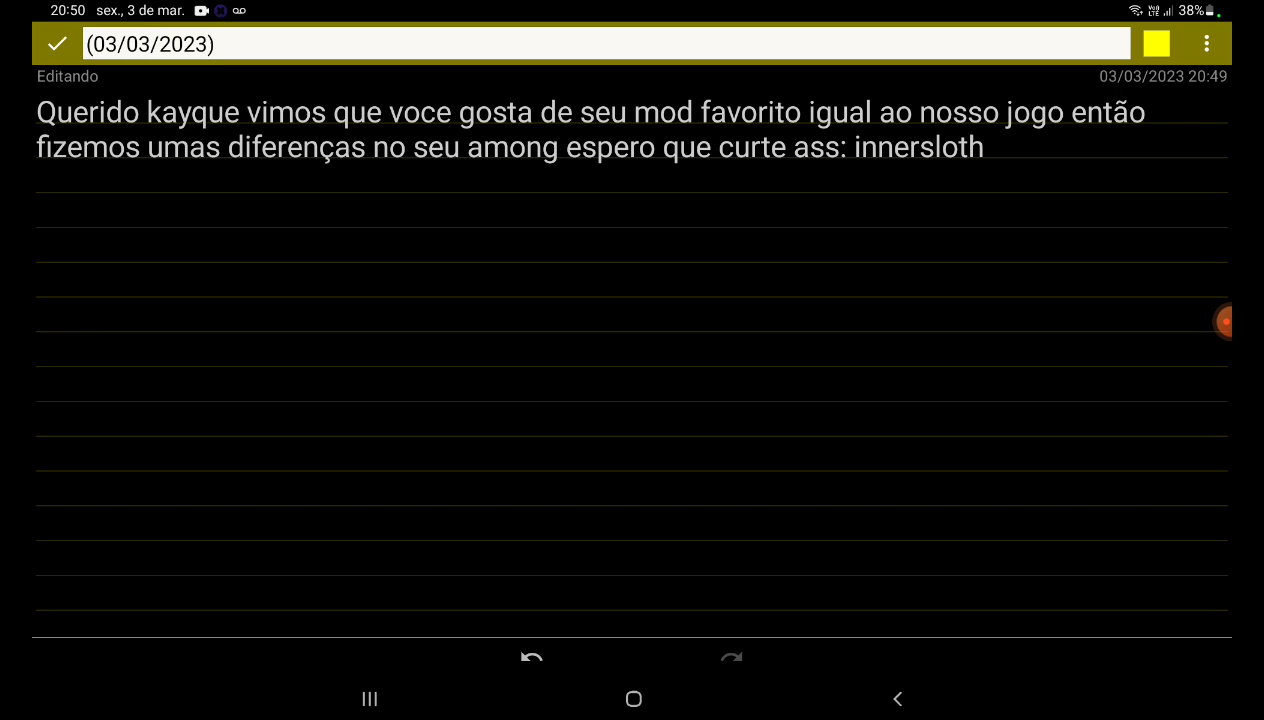 20:50 sex., 3 de mar. 38%
(03/03/2023)
Editando 03/03/2023 20:49
Querido kayque vimos que voce gosta de seu mod favorito igual ao nosso jogo então
fizemos umas diferenças no seu among espero que curte ass: innersloth